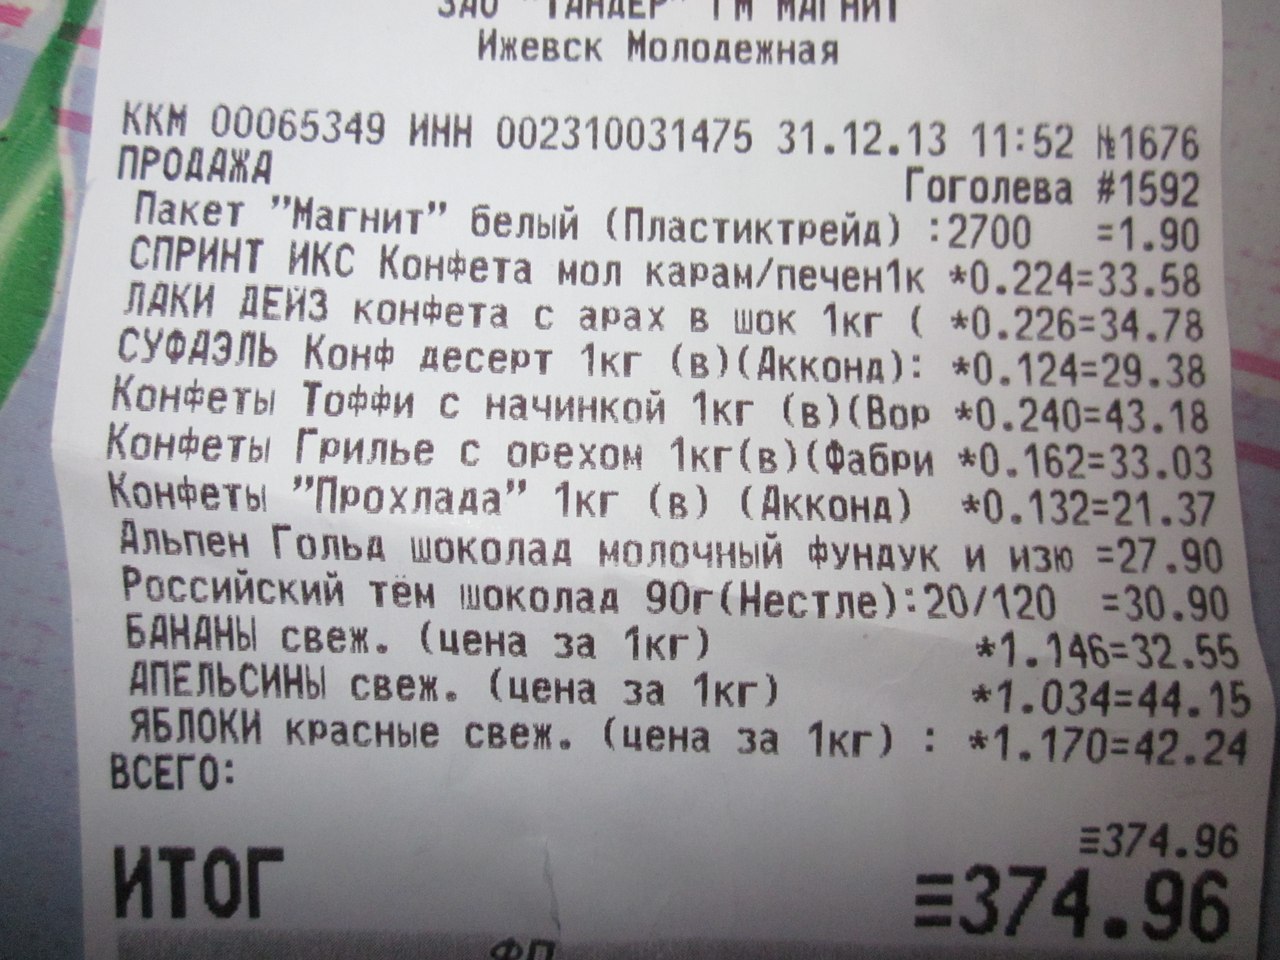 ЗАО "ТАНДЕР" ГМ МАГНИТ
Ижевск Молодежная
ККМ 00065349 ИНН 002310031475 31.12.13 11:52 №1676
ПРОДАЖА Гоголева #1592
Пакет "Магнит" белый (Пластиктрейд) :2700 =1.90
СПРИНТ ИКС Конфета мол карам/печен1к *0.224=33.58
ЛАКИ ДЕЙЗ конфета с арах в шок 1кг ( *0.226=34.78
СУФАЭЛЬ Конф десерт 1кг (в)(Акконд): *0.124=29.38
Конфеты Тоффи с начинкой 1кг (в)(Вор *0.240=43.18
Конфеты Грилье с орехом 1кг(в)(Фабри *0.162=33.03
Конфеты "Прохлада" 1кг (в) (Акконд) *0.132=21.37
Альпен Гольд шоколад молочный фундук и изю =27.90
Российский тём шоколад 90г(Нестле):20/120 =30.90
БАНАНЫ свеж. (цена за 1кг) *1.146=32.55
АПЕЛЬСИНЫ свеж. (цена за 1кг) *1.034=44.15
ЯБЛОКИ красные свеж. (цена за 1кг) : *1.170=42.24
ВСЕГО:
≡374.96
ИТОГ ≡374.96
ФП